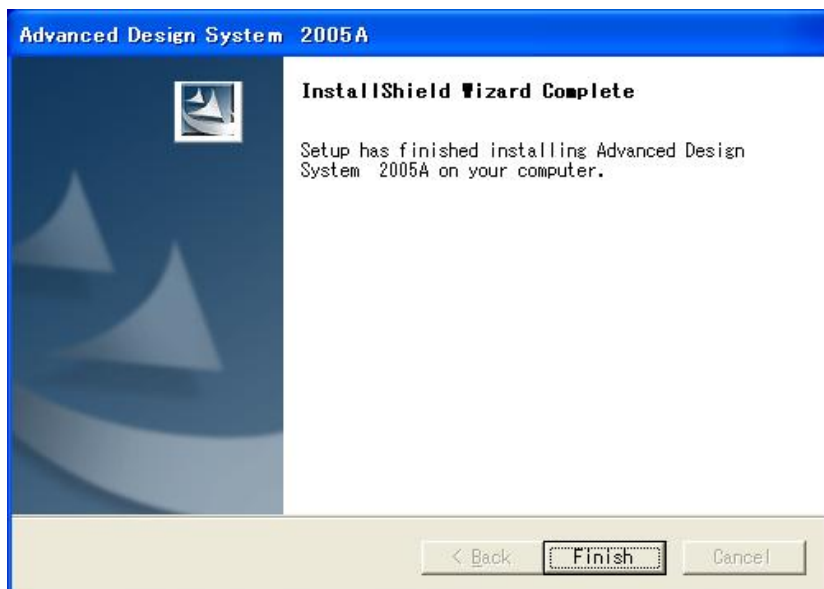 Advanced Design System 2005A
InstallShield Wizard Complete
Setup has finished installing Advanced Design
System 2005A on your computer.
< Back
Finish
Cancel